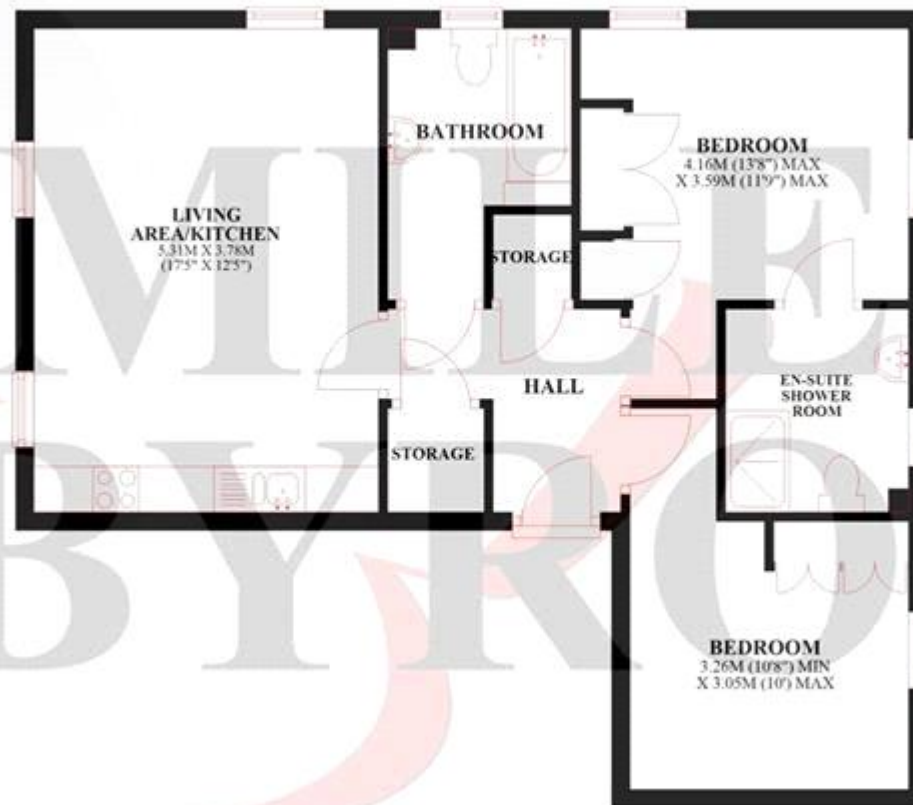 BATHROOM
BEDROOM
4.16M (13'8") MAX
X 3.59M (11'9") MAX
LIVING
AREA/KITCHEN
5.31M X 3.78M
(17'5" X 12'5")
STORAGE
HALL
EN-SUITE
SHOWER
ROOM
STORAGE
BEDROOM
3.26M (10'8") MIN
X 3.05M (10') MAX
MILE
BYRO